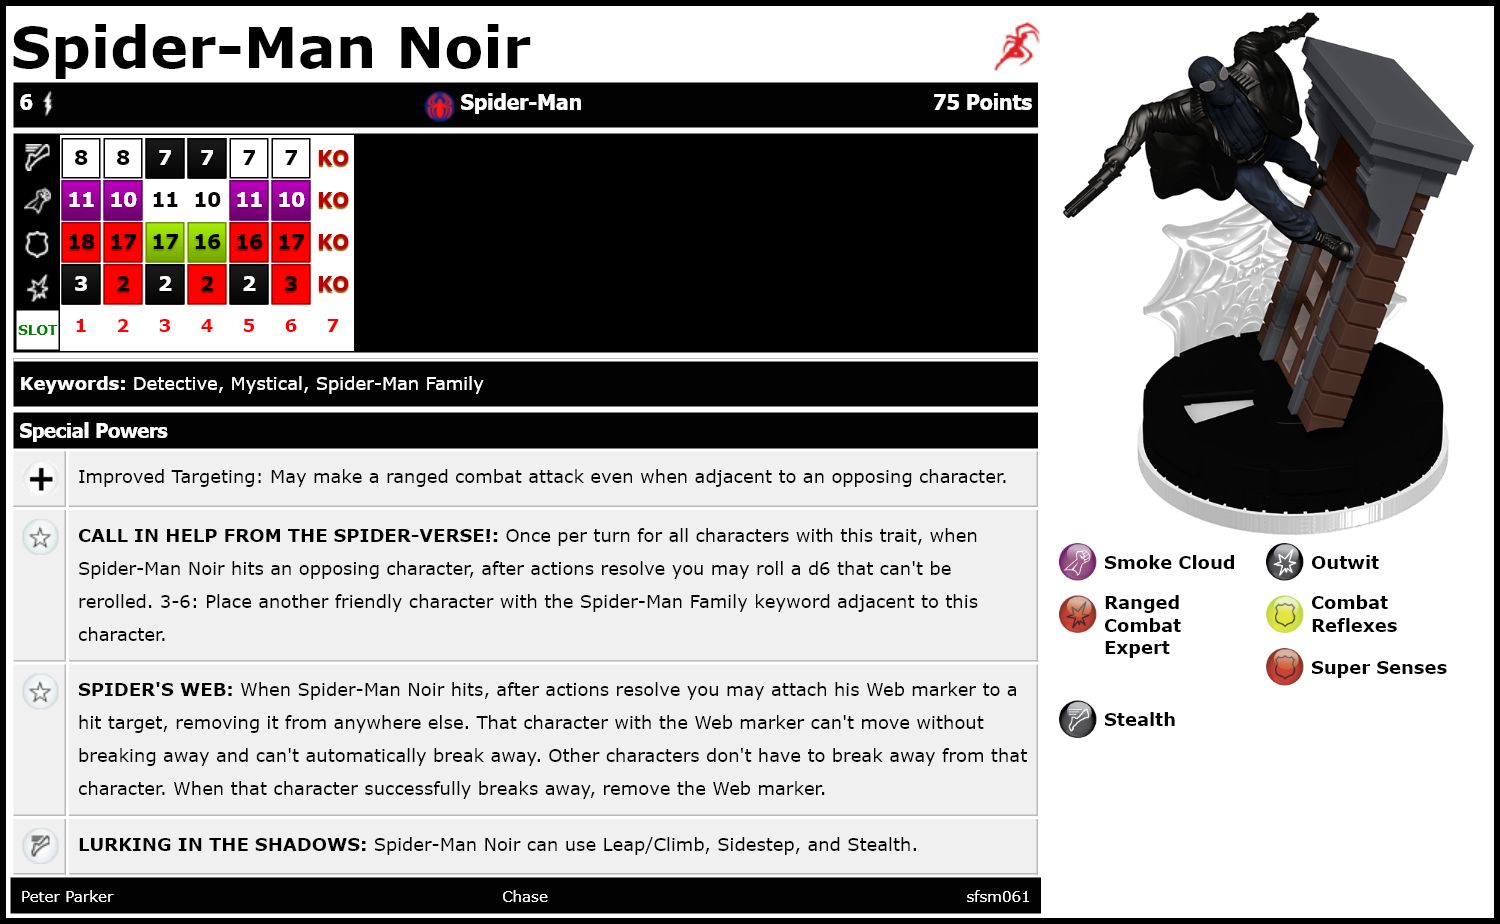 Spider-Man Noir
6 Spider-Man 75 Points
8 8 7 7 7 7 KO
11 10 11 10 11 10 KO
18 17 17 16 16 17 KO
3 2 2 2 2 3 KO
SLOT 1 2 3 4 5 6 7
Keywords: Detective, Mystical, Spider-Man Family
Special Powers
Improved Targeting: May make a ranged combat attack even when adjacent to an opposing character.
CALL IN HELP FROM THE SPIDER-VERSE!: Once per turn for all characters with this trait, when
Spider-Man Noir hits an opposing character, after actions resolve you may roll a d6 that can't be
rerolled. 3-6: Place another friendly character with the Spider-Man Family keyword adjacent to this
character.
SPIDER'S WEB: When Spider-Man Noir hits, after actions resolve you may attach his Web marker to a
hit target, removing it from anywhere else. That character with the Web marker can't move without
breaking away and can't automatically break away. Other characters don't have to break away from that
character. When that character successfully breaks away, remove the Web marker.
LURKING IN THE SHADOWS: Spider-Man Noir can use Leap/Climb, Sidestep, and Stealth.
Peter Parker Chase sfsm061
Smoke Cloud
Ranged
Combat
Expert
Stealth
Outwit
Combat
Reflexes
Super Senses